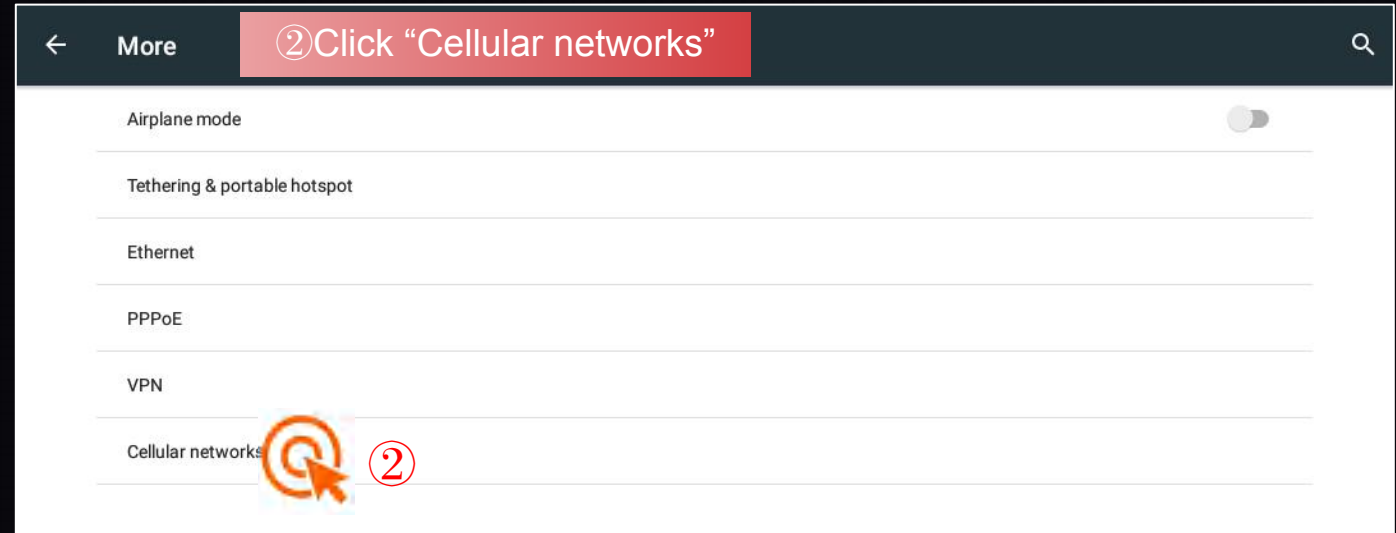 More
②Click “Cellular networks”
Airplane mode
Tethering & portable hotspot
Ethernet
PPPoE
VPN
Cellular networks
②